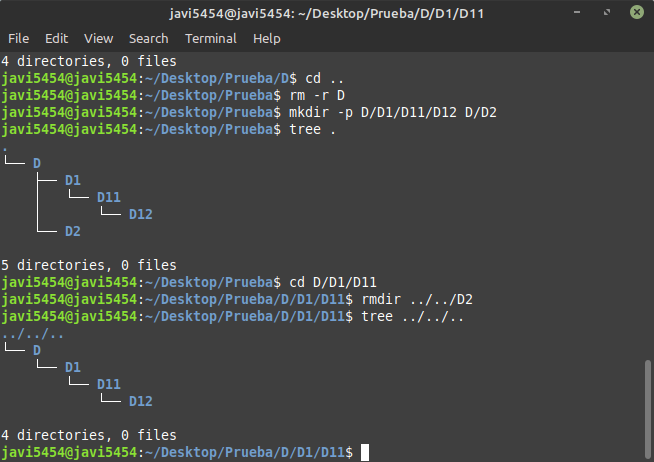 javi5454@javi5454: ~/Desktop/Prueba/D/D1/D11
File Edit View Search Terminal Help
4 directories, 0 files
javi5454@javi5454:~/Desktop/Prueba/D$ cd ..
javi5454@javi5454:~/Desktop/Prueba$ rm -r D
javi5454@javi5454:~/Desktop/Prueba$ mkdir -p D/D1/D11/D12 D/D2
javi5454@javi5454:~/Desktop/Prueba$ tree .
.
└── D
    ├── D1
    │   └── D11
    │       └── D12
    └── D2
5 directories, 0 files
javi5454@javi5454:~/Desktop/Prueba$ cd D/D1/D11
javi5454@javi5454:~/Desktop/Prueba/D/D1/D11$ rmdir ../../D2
javi5454@javi5454:~/Desktop/Prueba/D/D1/D11$ tree ../../..
../../..
└── D
    └── D1
        └── D11
            └── D12
4 directories, 0 files
javi5454@javi5454:~/Desktop/Prueba/D/D1/D11$